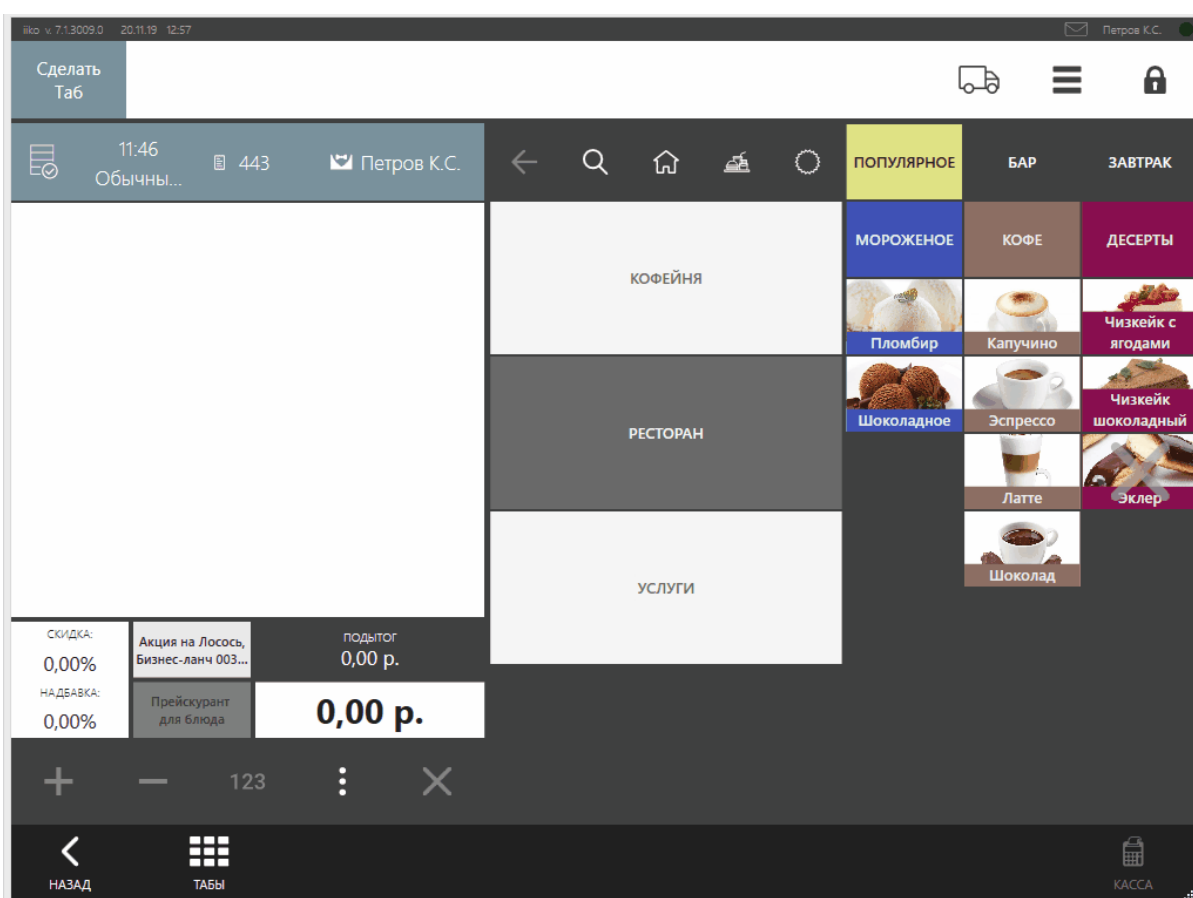 iiko v. 7.1.3009.0 20.11.19 12:57 Петров К.С.
Сделать
Таб
11:46
Обычны...
443
Петров К.С.
ПОПУЛЯРНОЕ
БАР
ЗАВТРАК
МОРОЖЕНОЕ
КОФЕ
ДЕСЕРТЫ
КОФЕЙНЯ
РЕСТОРАН
УСЛУГИ
Пломбир
Капучино
Чизкейк с
ягодами
Шоколадное
Эспрессо
Чизкейк
шоколадный
Латте
Эклер
Шоколад
СКИДКА:
0,00%
Акция на Лосось,
Бизнес-ланч 003...
ПОДЫТОГ
0,00 р.
НАДБАВКА:
0,00%
Прейскурант
для блюда
0,00 р.
123
НАЗАД
ТАБЫ
КАССА